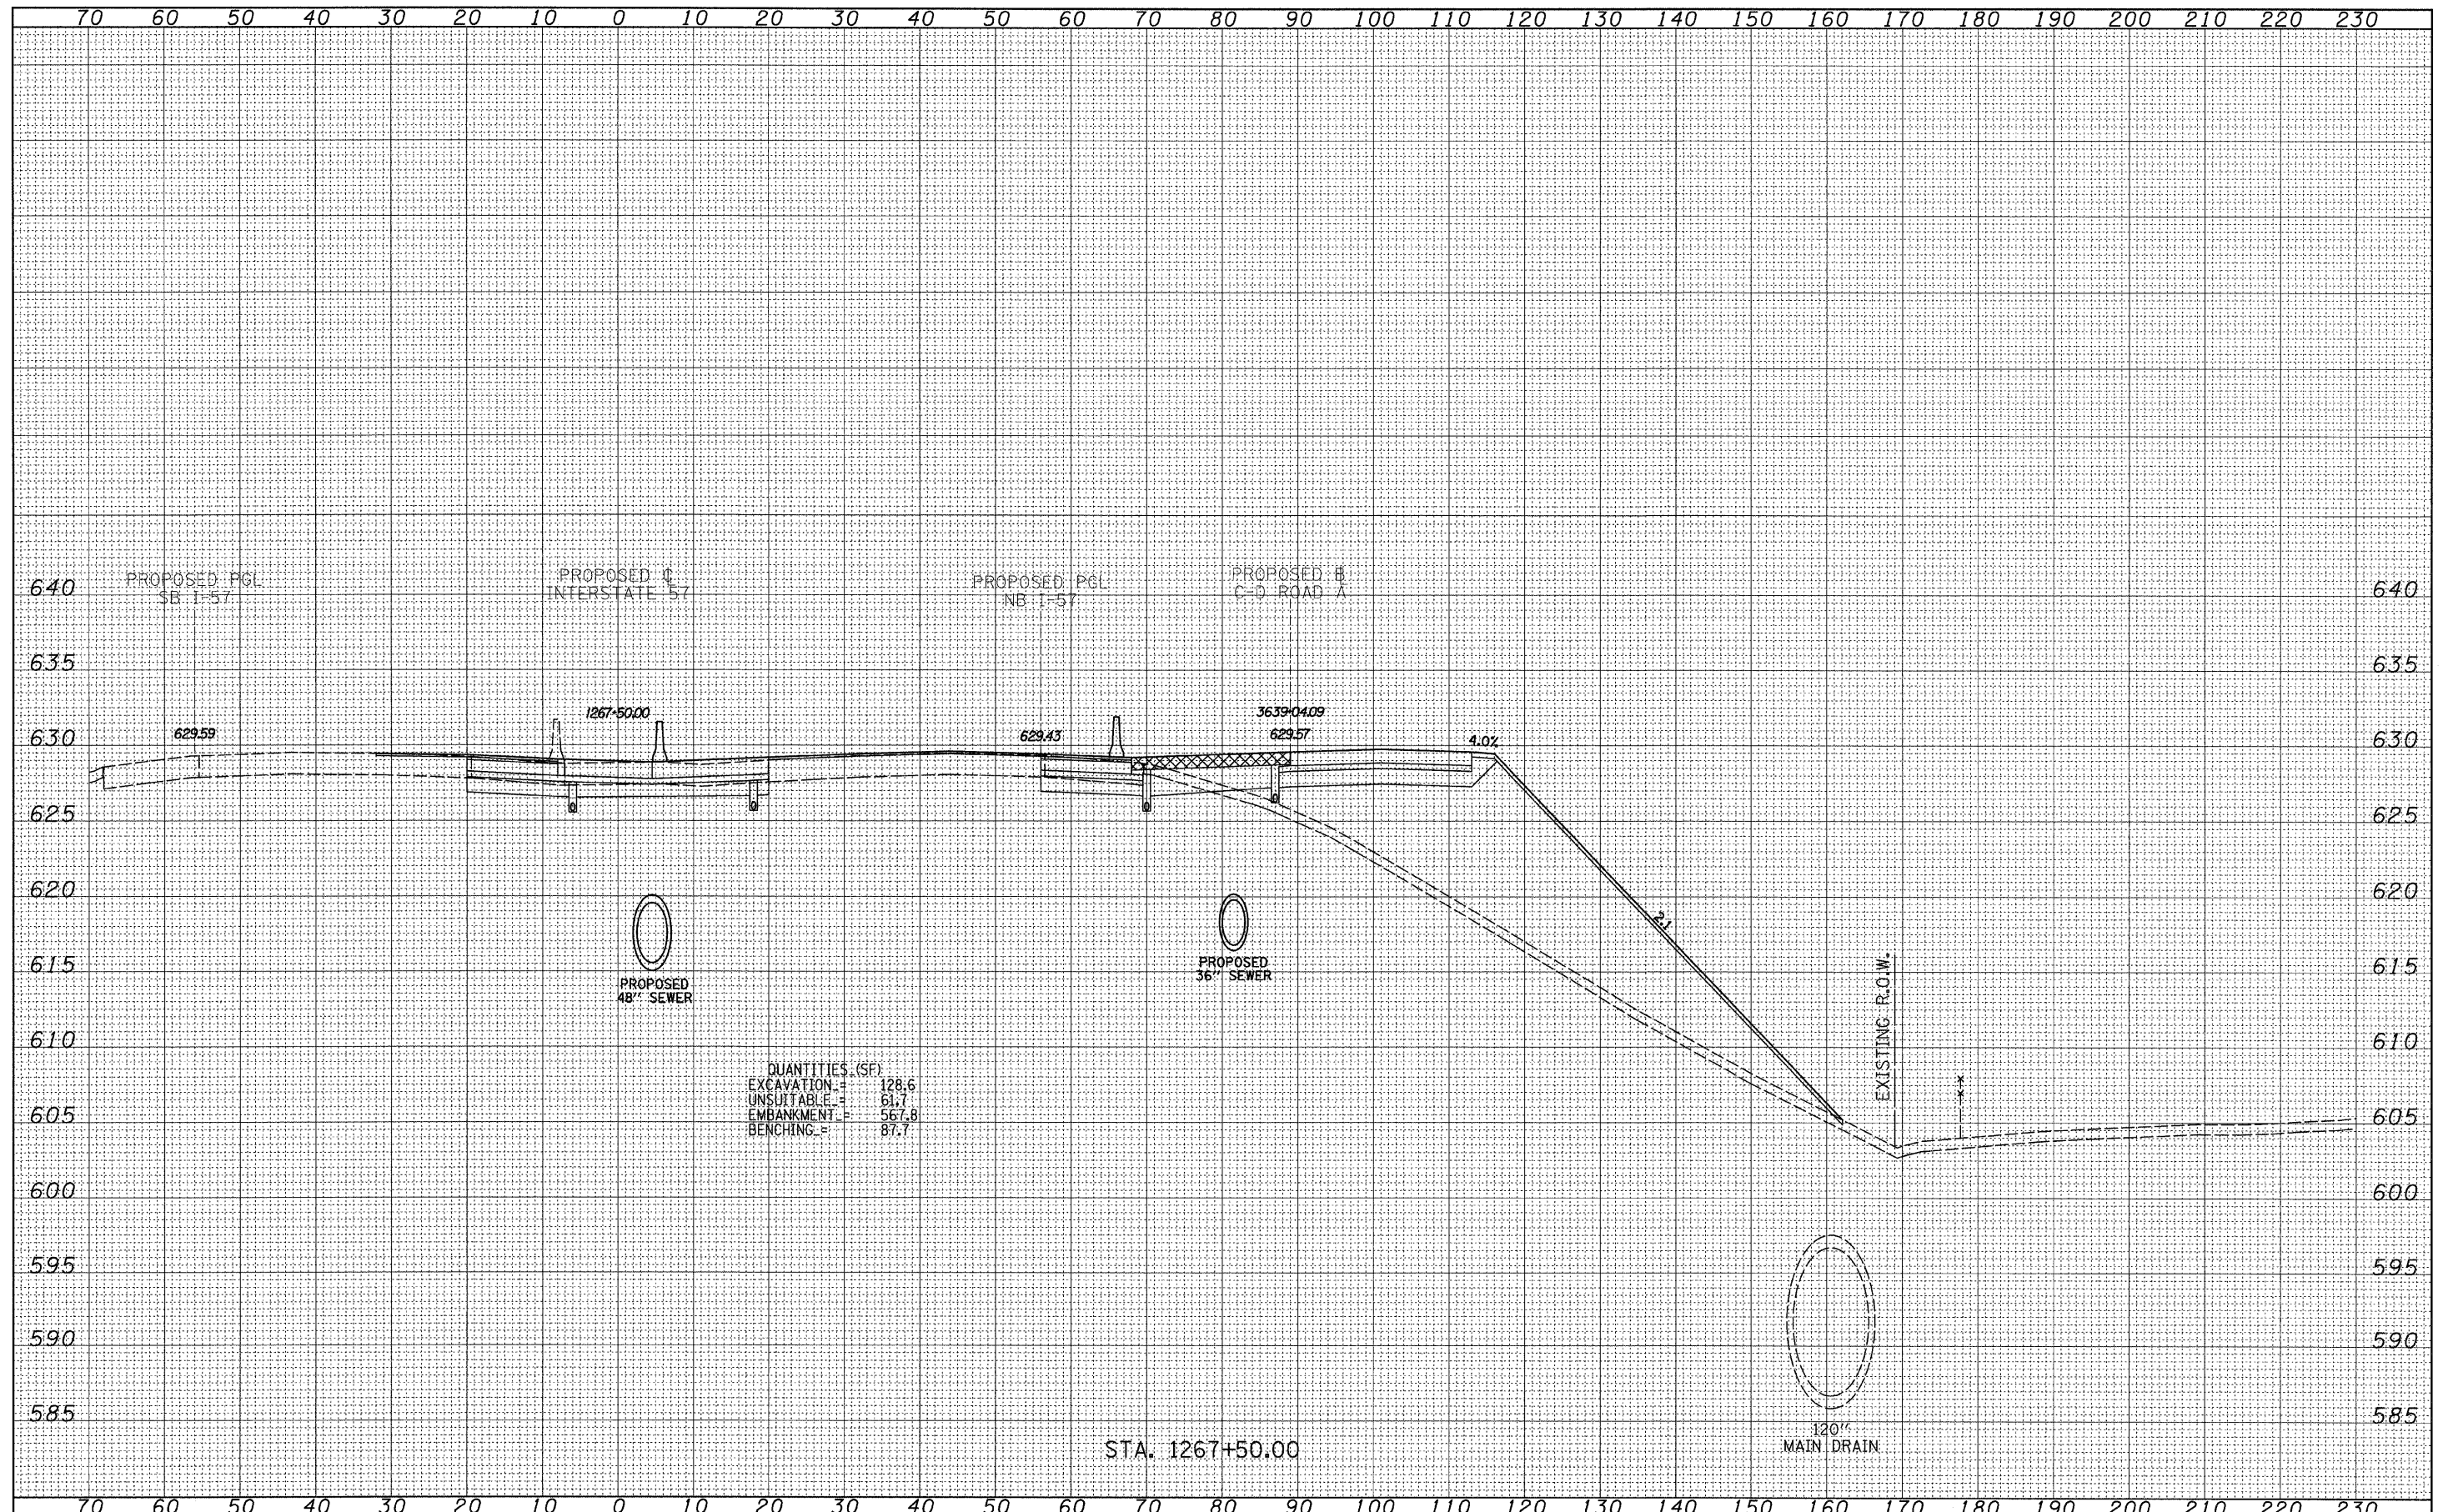 70 60 50 40 30 20 10 0 10 20 30 40 50 60 70 80 90 100 110 120 130 140 150 160 170 180 190 200 210 220 230
PROPOSED PGL
SB I-57
PROPOSED ℄
INTERSTATE 57
PROPOSED PGL
NB I-57
PROPOSED B
C-D ROAD A
640 640
635 635
1267+50.00
3639+04.09
629.59
629.43
629.57
4.0%
630 630
625 625
620 620
2:1
PROPOSED
48" SEWER
PROPOSED
36" SEWER
615 615
EXISTING R.O.W.
610 610
QUANTITIES (SF)
EXCAVATION = 128.6
UNSUITABLE = 61.7
EMBANKMENT = 567.8
BENCHING = 87.7
605 605
600 600
595 595
590 590
585 585
120"
MAIN DRAIN
STA. 1267+50.00
70 60 50 40 30 20 10 0 10 20 30 40 50 60 70 80 90 100 110 120 130 140 150 160 170 180 190 200 210 220 230